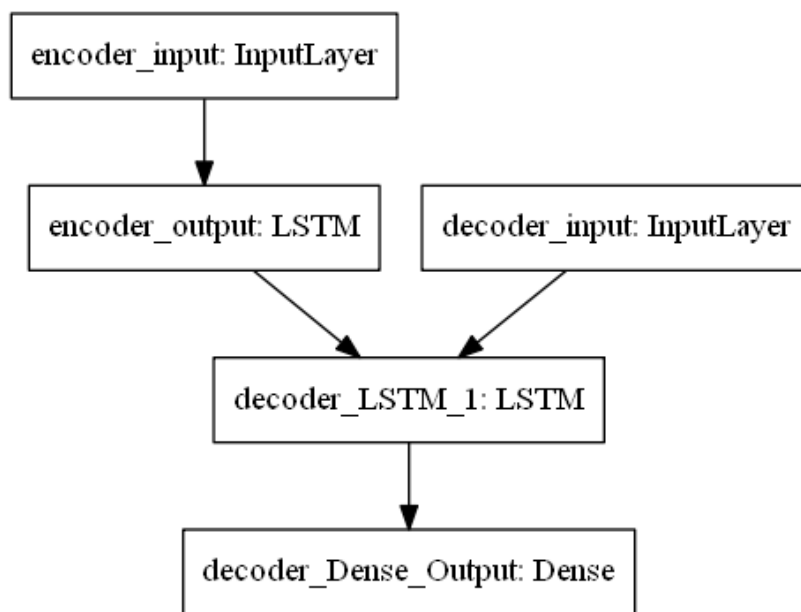 encoder_input: InputLayer
encoder_output: LSTM
decoder_input: InputLayer
decoder_LSTM_1: LSTM
decoder_Dense_Output: Dense